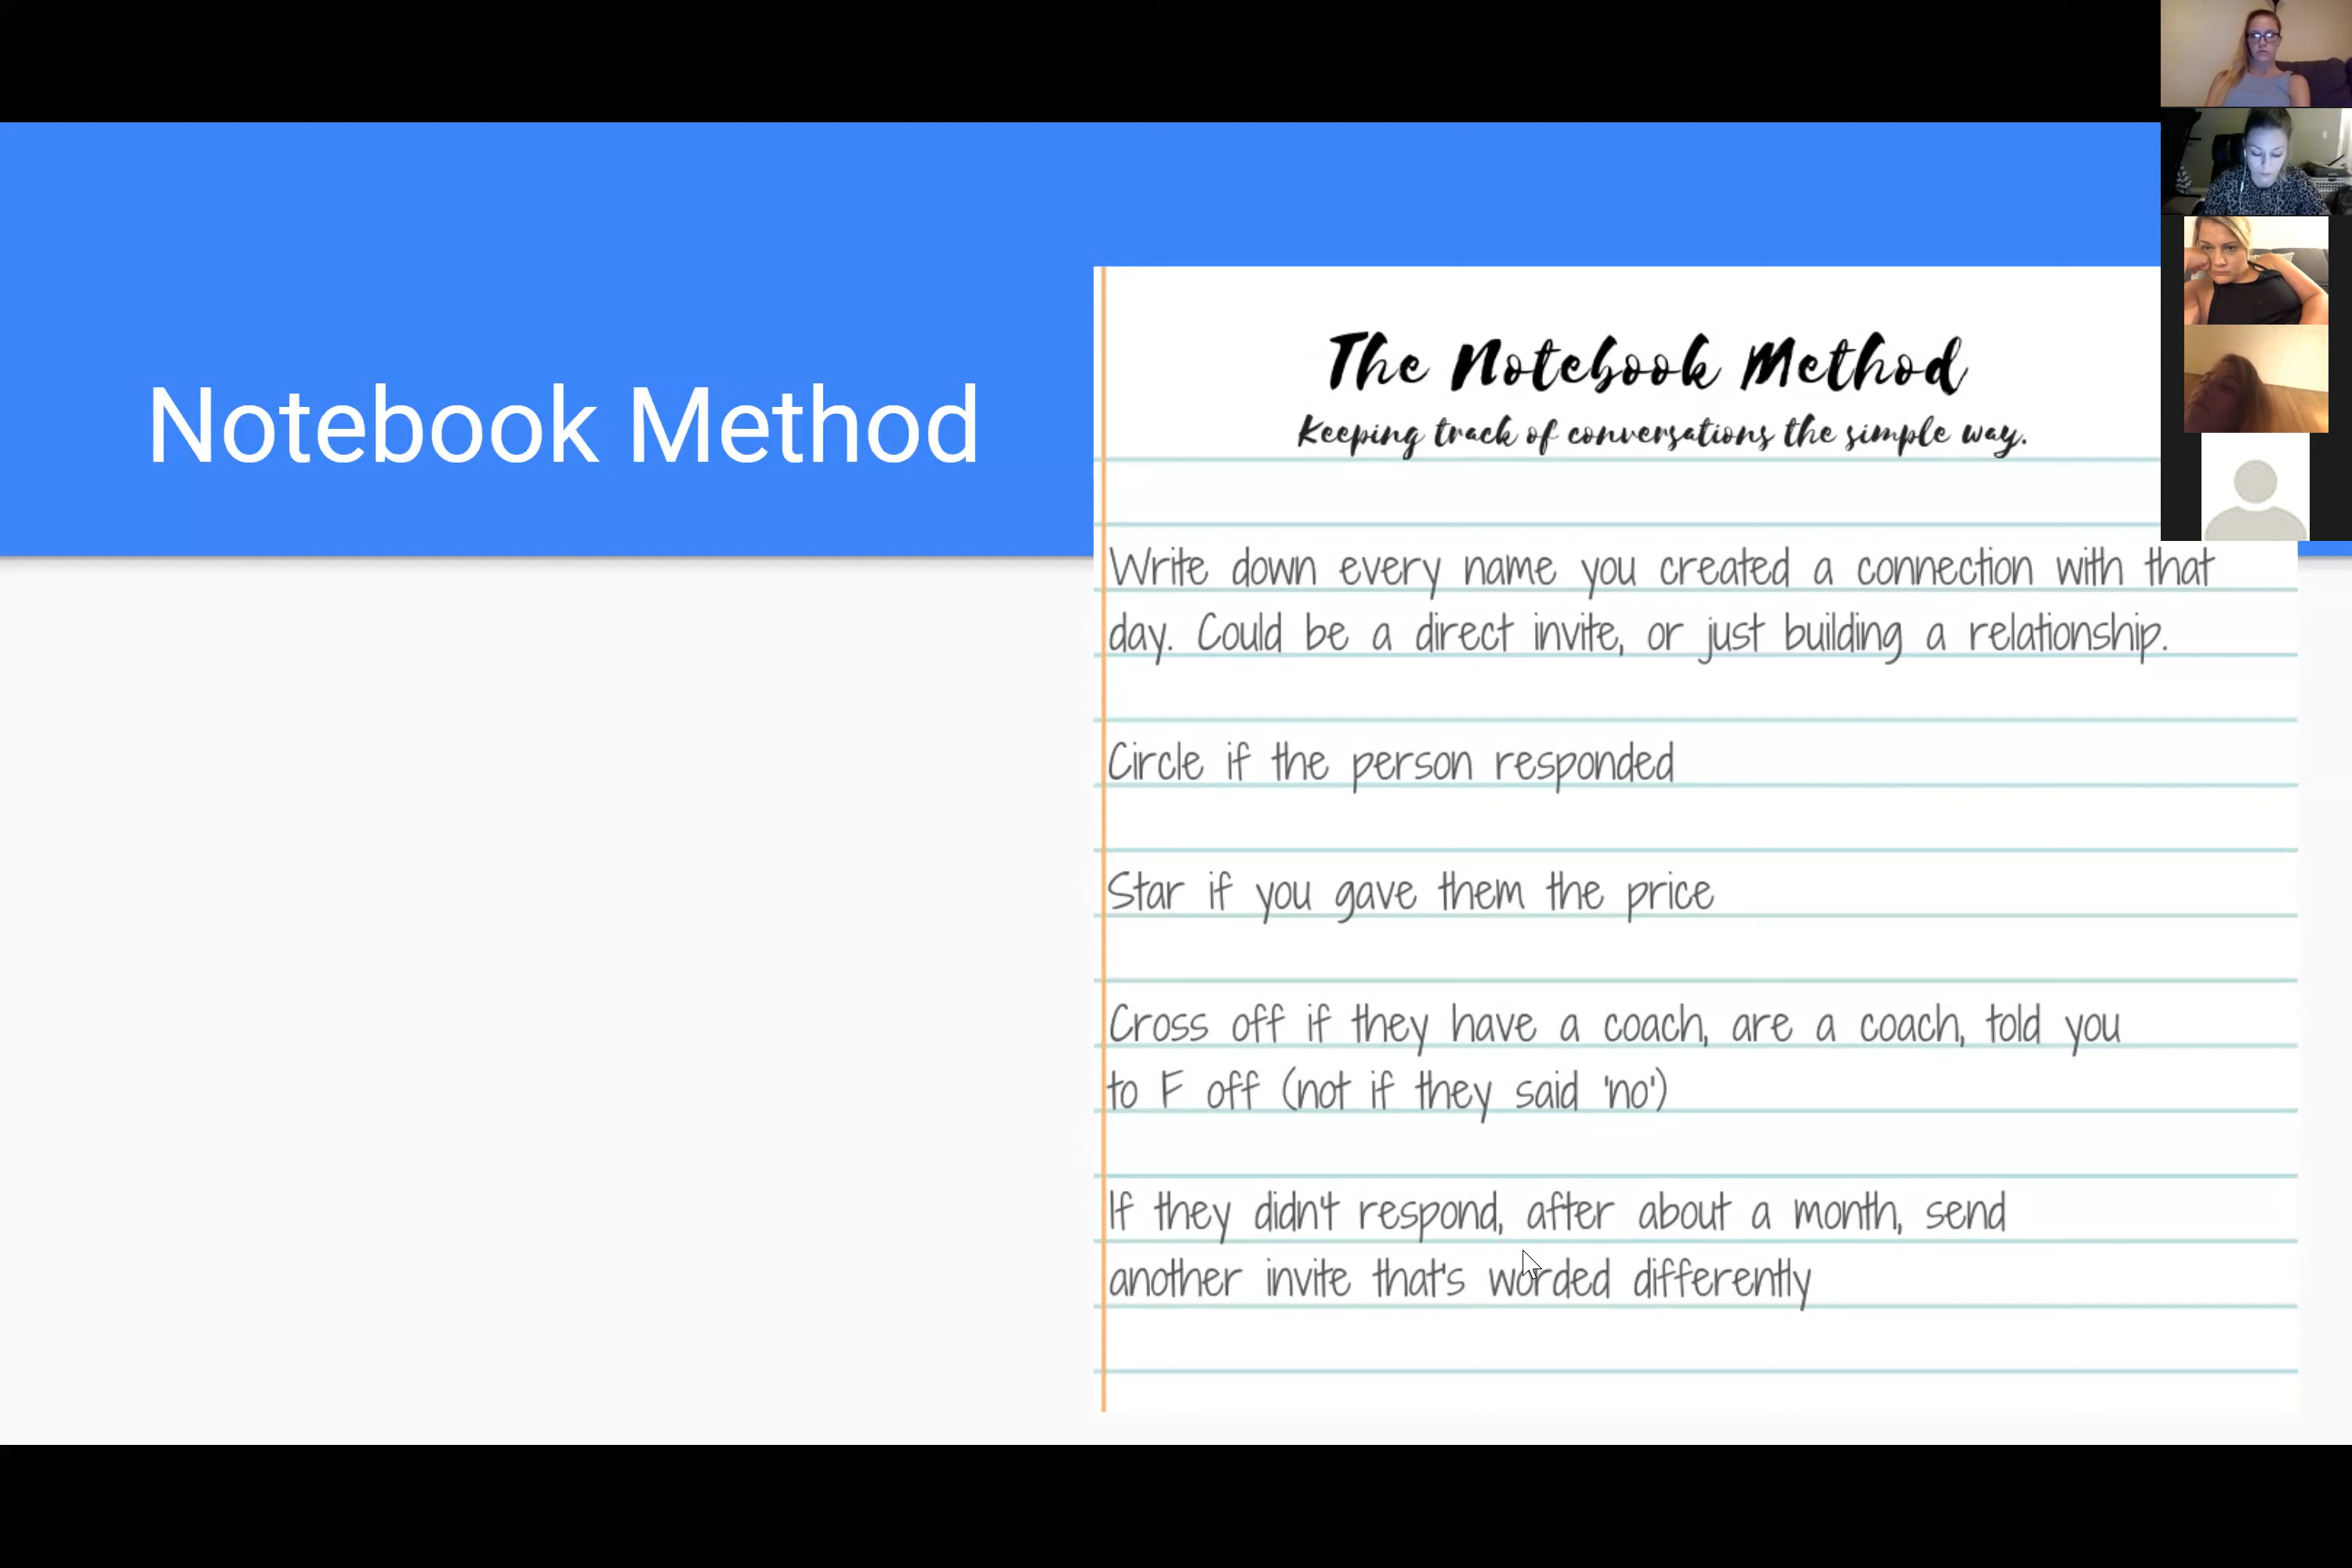 Notebook Method
The Notebook Method
Keeping track of conversations the simple way.
Write down every name you created a connection with that
day. Could be a direct invite, or just building a relationship.
Circle if the person responded
Star if you gave them the price
Cross off if they have a coach, are a coach, told you
to F off (not if they said 'no')
If they didn't respond, after about a month, send
another invite that's worded differently